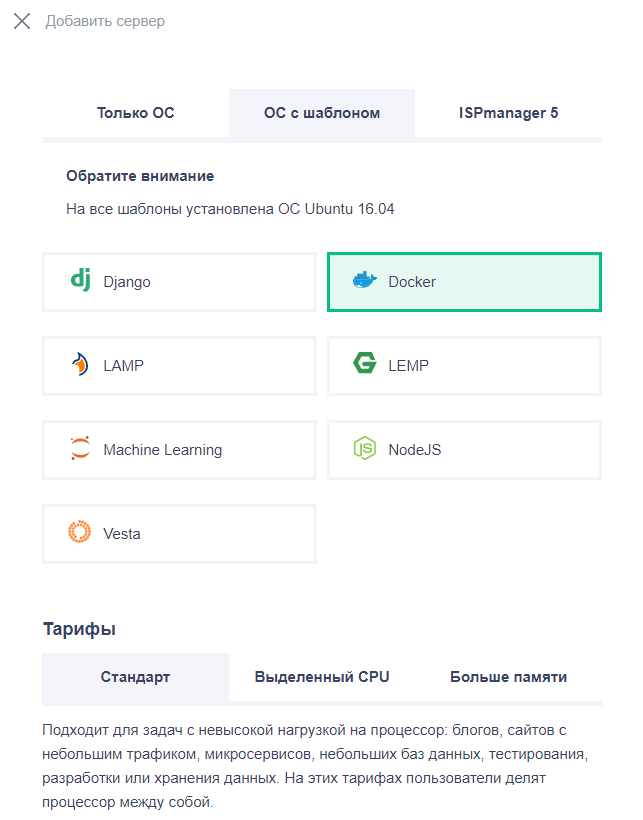 Добавить сервер
Только ОС
ОС с шаблоном
ISPmanager 5
Обратите внимание
На все шаблоны установлена ОС Ubuntu 16.04
dj Django
Docker
LAMP
LEMP
Machine Learning
JS NodeJS
Vesta
Тарифы
Стандарт
Выделенный CPU
Больше памяти
Подходит для задач с невысокой нагрузкой на процессор: блогов, сайтов с
небольшим трафиком, микросервисов, небольших баз данных, тестирования,
разработки или хранения данных. На этих тарифах пользователи делят
процессор между собой.